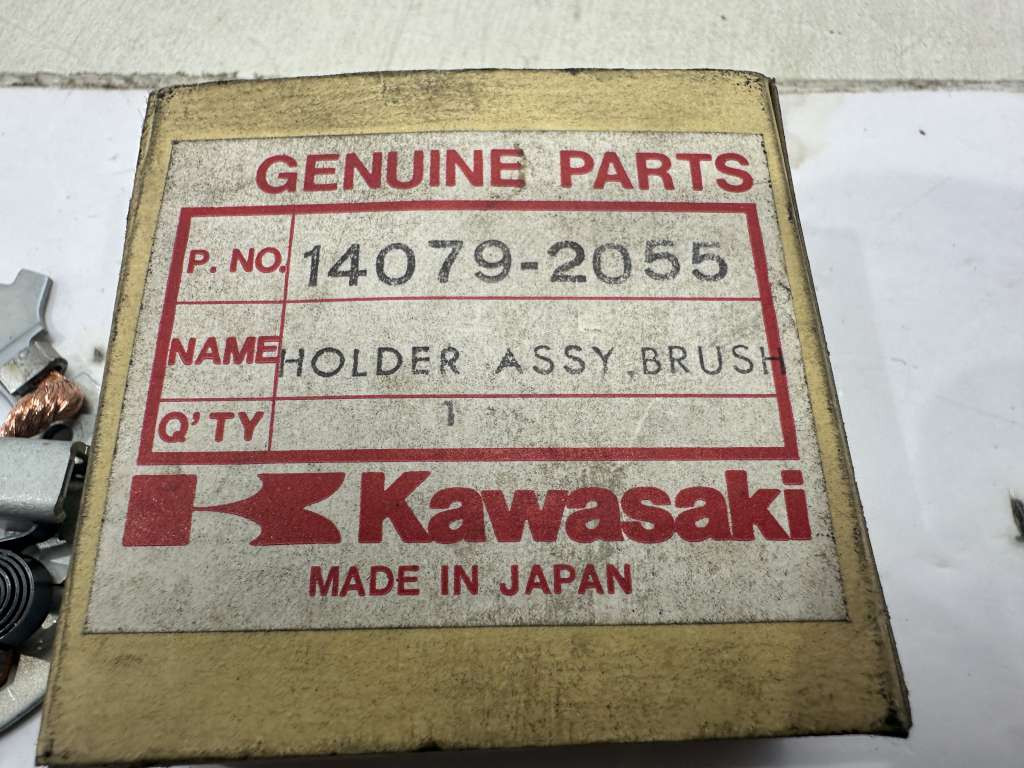 GENUINE PARTS
P. NO. 14079-2055
NAME HOLDER ASSY,BRUSH
Q'TY 1
Kawasaki
MADE IN JAPAN